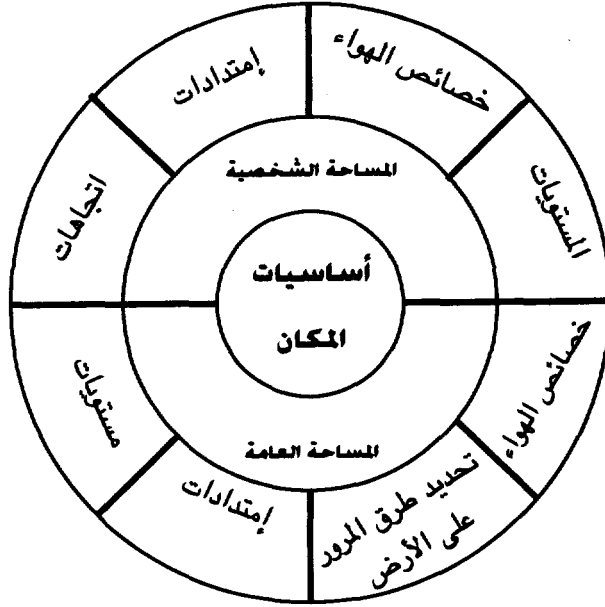 خصائص الهواء
إمتدادات
المستويات
اتجاهات
المساحة الشخصية
أساسيات
المكان
المساحة العامة
خصائص الهواء
مستويات
إمتدادات
تحديد طرق المرور
على الأرض